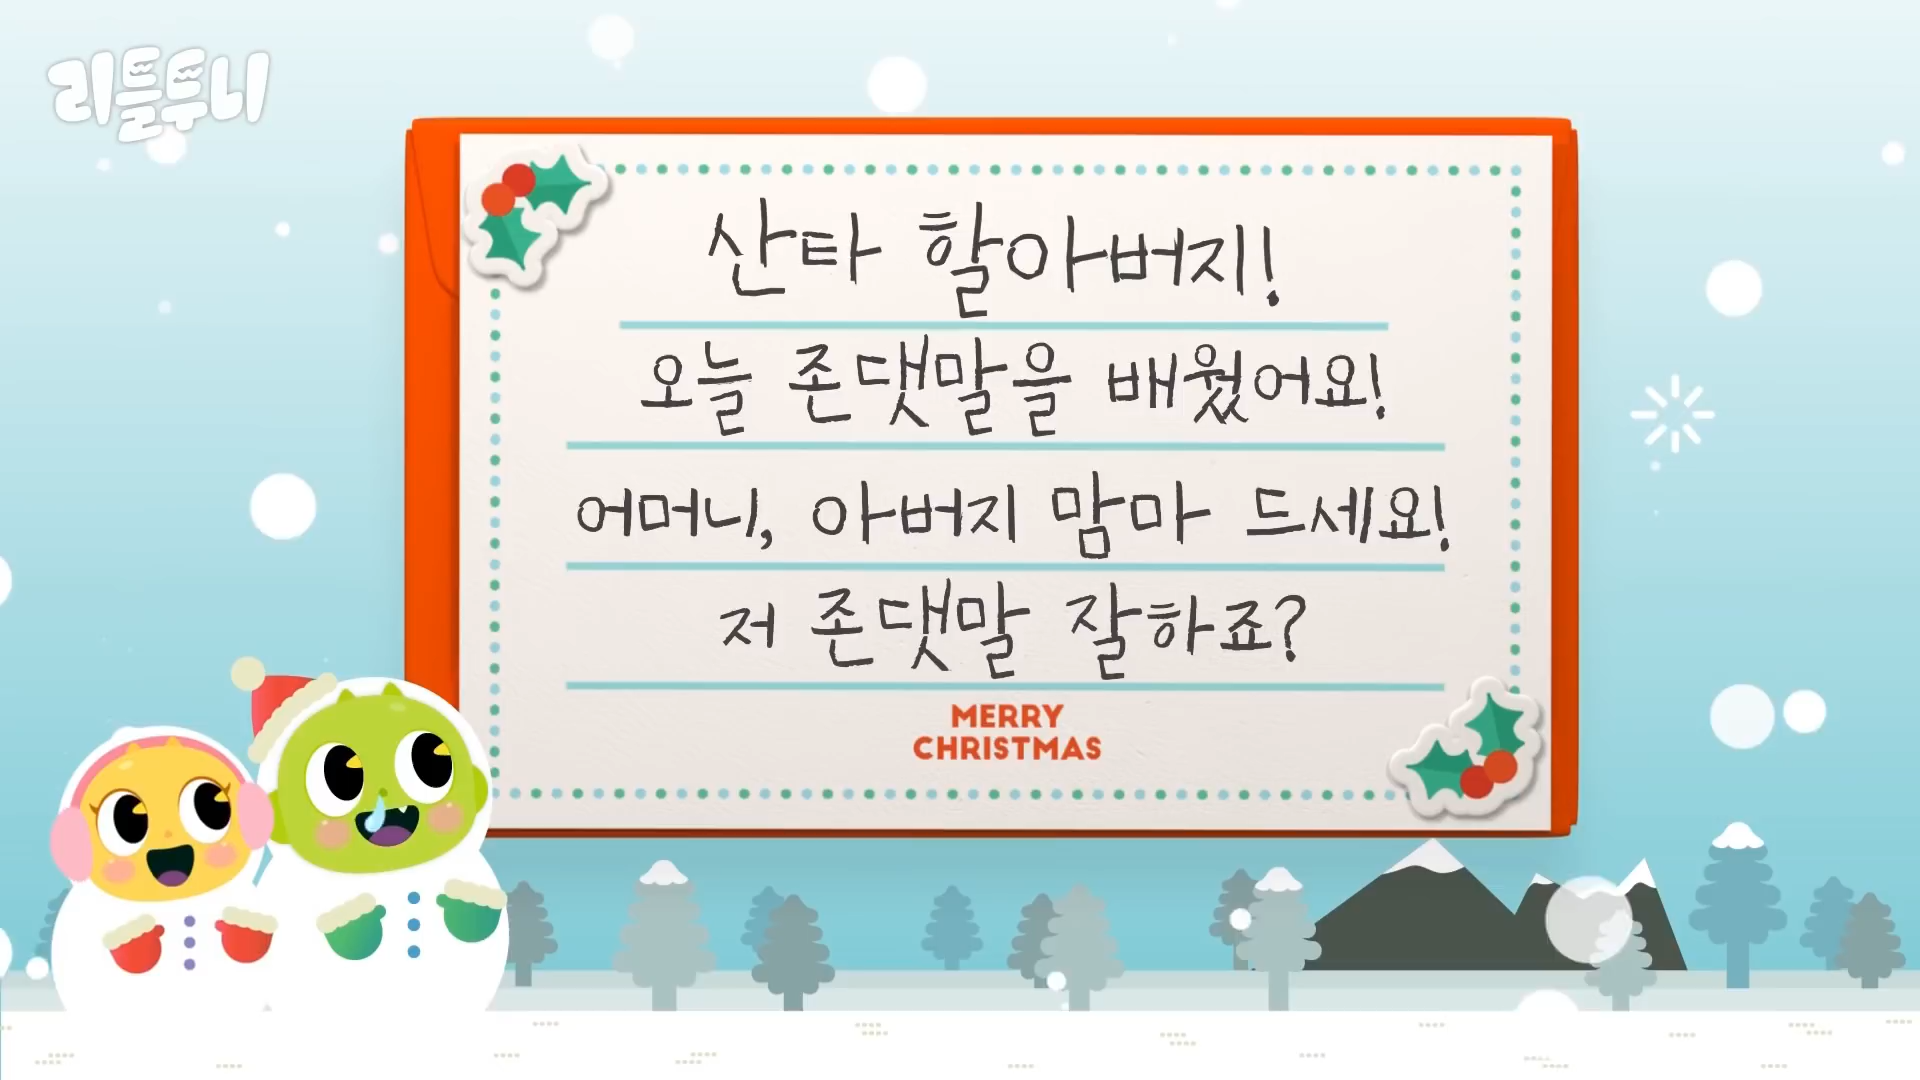 리틀투니
산타 할아버지!
오늘 존댓말을 배웠어요!
어머니, 아버지 맘마 드세요!
저 존댓말 잘하죠?
MERRY
CHRISTMAS